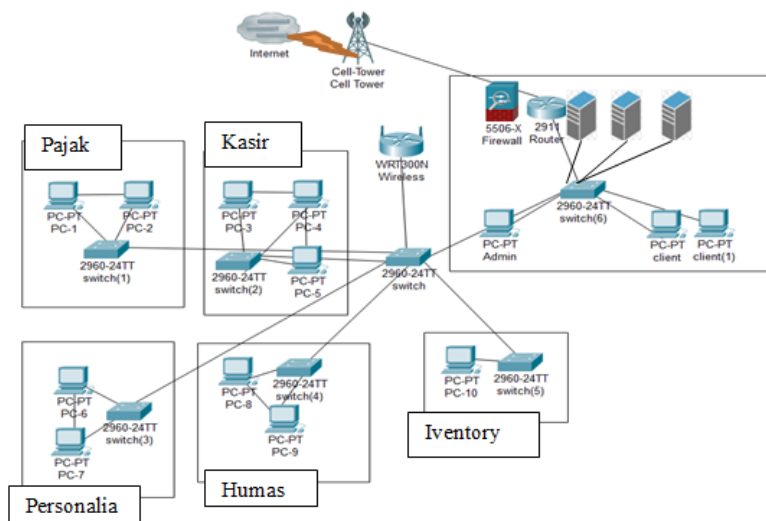 Internet
Cell-Tower
Cell Tower
5506-X
Firewall
2911
Router
WRT300N
Wireless
Pajak
Kasir
PC-PT
PC-1
PC-PT
PC-2
2960-24TT
switch(1)
PC-PT
PC-3
PC-PT
PC-4
2960-24TT
switch(2)
PC-PT
PC-5
2960-24TT
switch
PC-PT
Admin
2960-24TT
switch(6)
PC-PT
client
PC-PT
client(1)
PC-PT
PC-6
2960-24TT
switch(3)
PC-PT
PC-7
Personalia
PC-PT
PC-8
2960-24TT
switch(4)
PC-PT
PC-9
Humas
PC-PT
PC-10
2960-24TT
switch(5)
Iventory